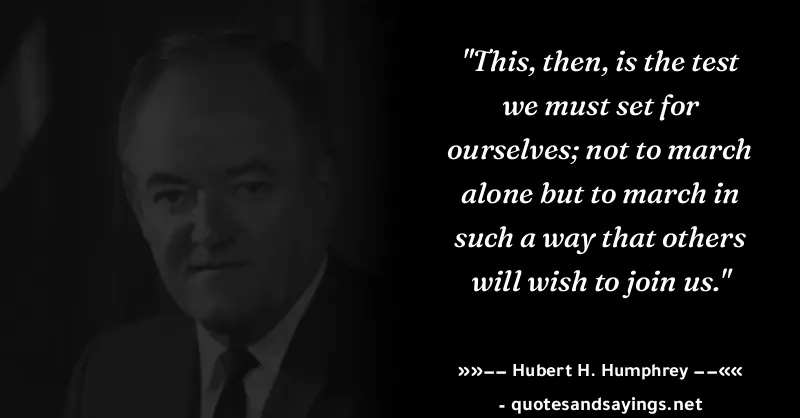 "This, then, is the test
we must set for
ourselves; not to march
alone but to march in
such a way that others
will wish to join us."
»»−− Hubert H. Humphrey −−««
- quotesandsayings.net